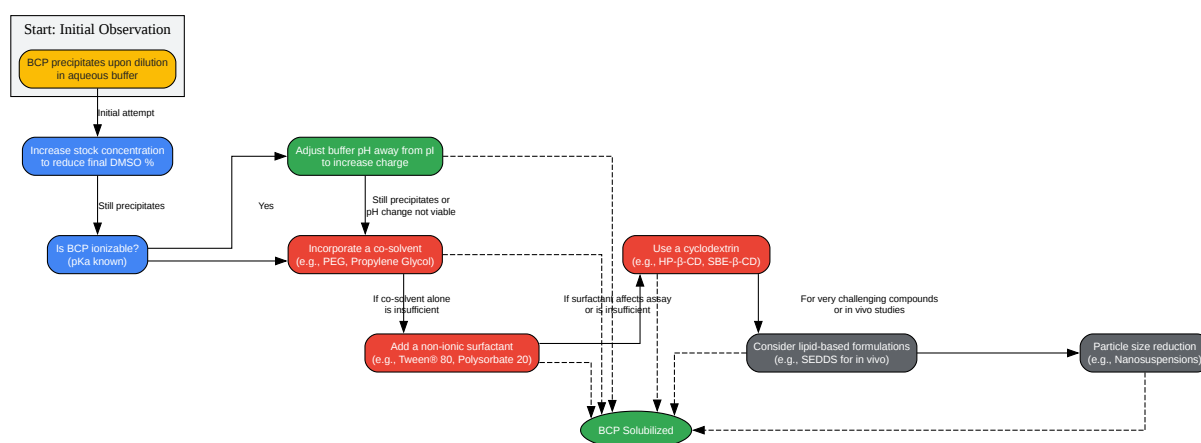 Start: Initial Observation
BCP precipitates upon dilution
in aqueous buffer
Initial attempt
Increase stock concentration
to reduce final DMSO %
Adjust buffer pH away from pI
to increase charge
Still precipitates
Yes
Still precipitates or
pH change not viable
Is BCP ionizable?
(pKa known)
Incorporate a co-solvent
(e.g., PEG, Propylene Glycol)
Use a cyclodextrin
(e.g., HP-β-CD, SBE-β-CD)
If co-solvent alone
is insufficient
If surfactant affects assay
or is insufficient
For very challenging compounds
or in vivo studies
Add a non-ionic surfactant
(e.g., Tween® 80, Polysorbate 20)
Consider lipid-based formulations
(e.g., SEDDS for in vivo)
Particle size reduction
(e.g., Nanosuspensions)
BCP Solubilized